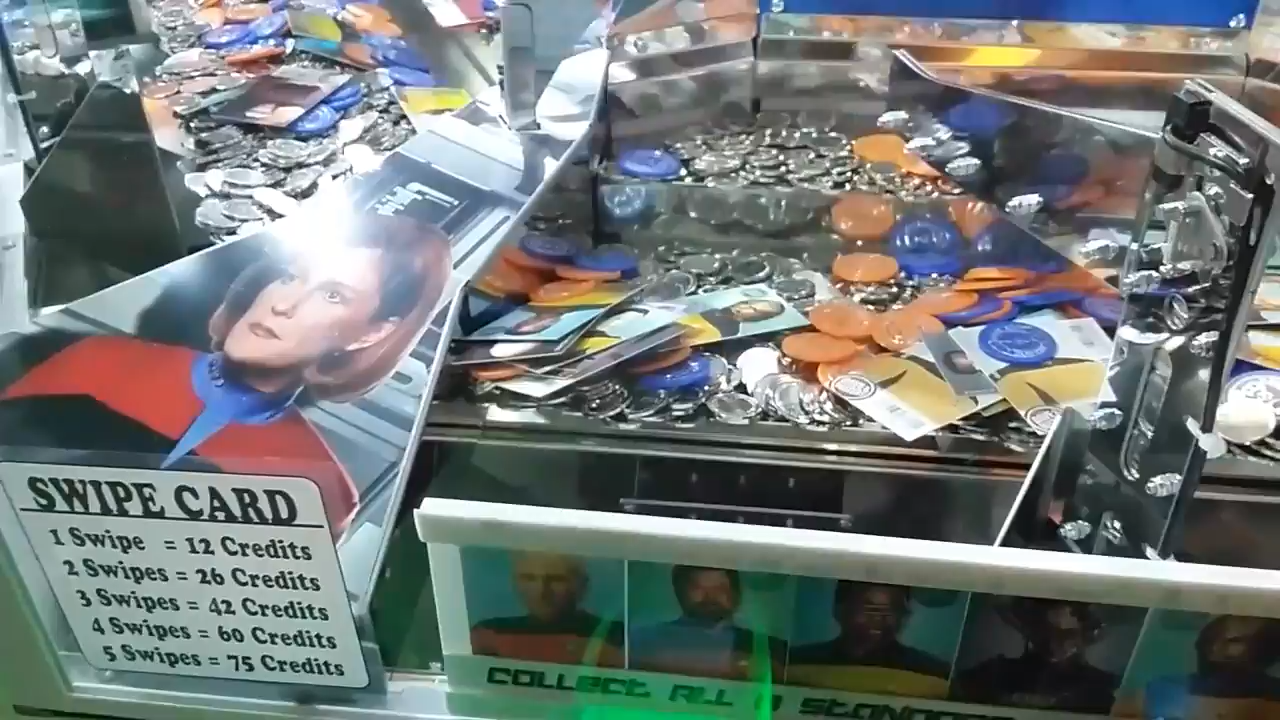 SWIPE CARD
1 Swipe = 12 Credits
2 Swipes = 26 Credits
3 Swipes = 42 Credits
4 Swipes = 60 Credits
5 Swipes = 75 Credits
COLLECT ALL